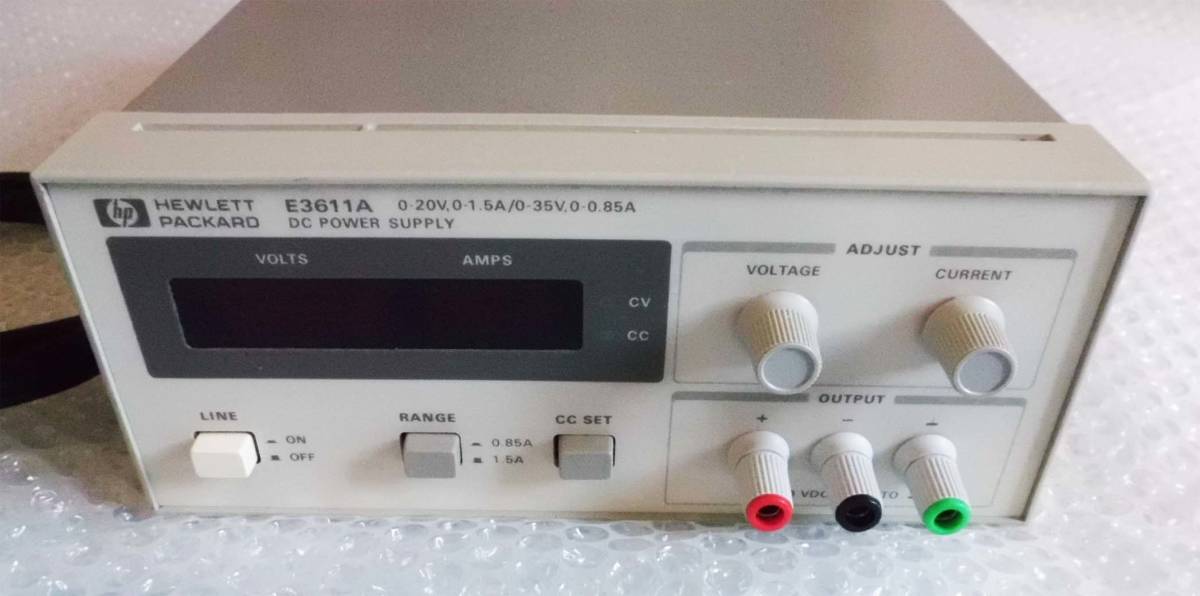 hp HEWLETT PACKARD
E3611A 0-20V,0-1.5A/0-35V,0-0.85A
DC POWER SUPPLY
VOLTS AMPS
CV
CC
ADJUST
VOLTAGE CURRENT
LINE
ON
OFF
RANGE
0.85A
1.5A
CC SET
OUTPUT
+ −
VDC TO